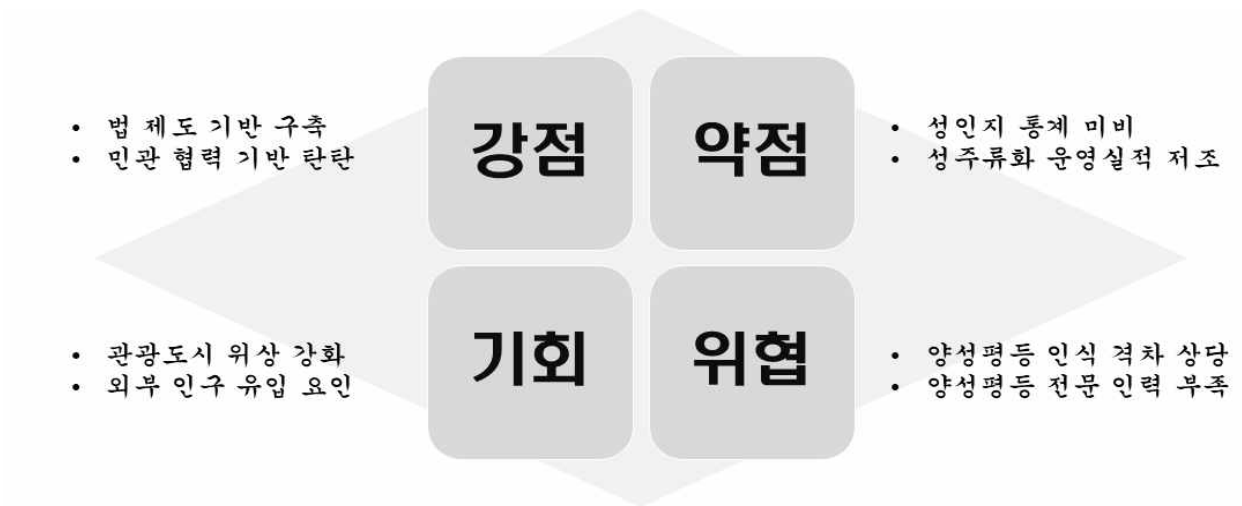 강점
• 법 제도 기반 구축
• 민관 협력 기반 탄탄
약점
• 성인지 통계 미비
• 성주류화 운영실적 저조
기회
• 관광도시 위상 강화
• 외부 인구 유입 요인
위협
• 양성평등 인식 격차 상당
• 양성평등 전문 인력 부족